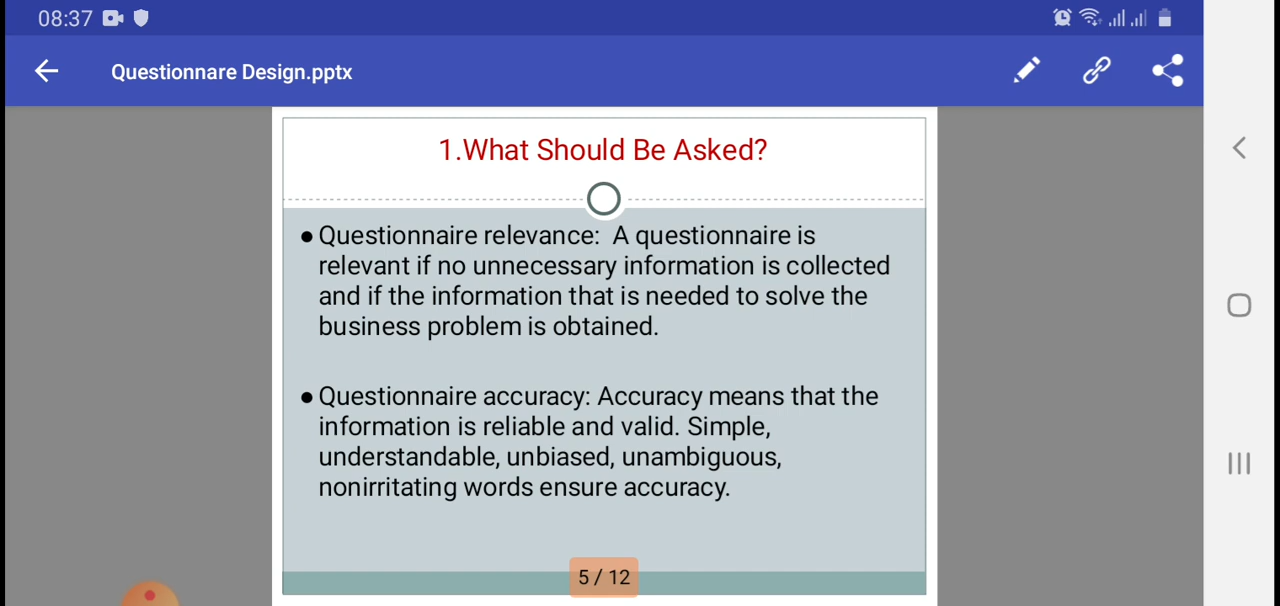 08:37
Questionnare Design.pptx
1.What Should Be Asked?
● Questionnaire relevance:  A questionnaire is
relevant if no unnecessary information is collected
and if the information that is needed to solve the
business problem is obtained.
● Questionnaire accuracy: Accuracy means that the
information is reliable and valid. Simple,
understandable, unbiased, unambiguous,
nonirritating words ensure accuracy.
5 / 12